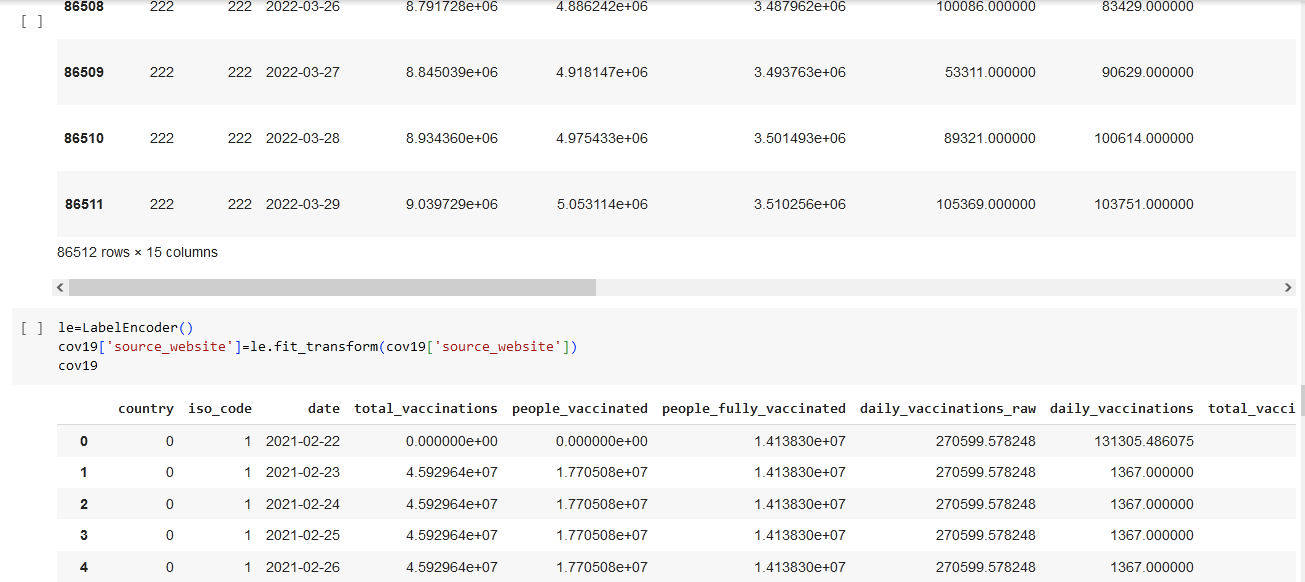 86508 222 222 2022-03-26 8.791728e+06 4.886242e+06 3.487962e+06 100086.000000 83429.000000
[ ]
86509 222 222 2022-03-27 8.845039e+06 4.918147e+06 3.493763e+06 53311.000000 90629.000000
86510 222 222 2022-03-28 8.934360e+06 4.975433e+06 3.501493e+06 89321.000000 100614.000000
86511 222 222 2022-03-29 9.039729e+06 5.053114e+06 3.510256e+06 105369.000000 103751.000000
86512 rows × 15 columns
[ ] le=LabelEncoder()
cov19['source_website']=le.fit_transform(cov19['source_website'])
cov19
country iso_code date total_vaccinations people_vaccinated people_fully_vaccinated daily_vaccinations_raw daily_vaccinations total_vacci
0 0 1 2021-02-22 0.000000e+00 0.000000e+00 1.413830e+07 270599.578248 131305.486075
1 0 1 2021-02-23 4.592964e+07 1.770508e+07 1.413830e+07 270599.578248 1367.000000
2 0 1 2021-02-24 4.592964e+07 1.770508e+07 1.413830e+07 270599.578248 1367.000000
3 0 1 2021-02-25 4.592964e+07 1.770508e+07 1.413830e+07 270599.578248 1367.000000
4 0 1 2021-02-26 4.592964e+07 1.770508e+07 1.413830e+07 270599.578248 1367.000000